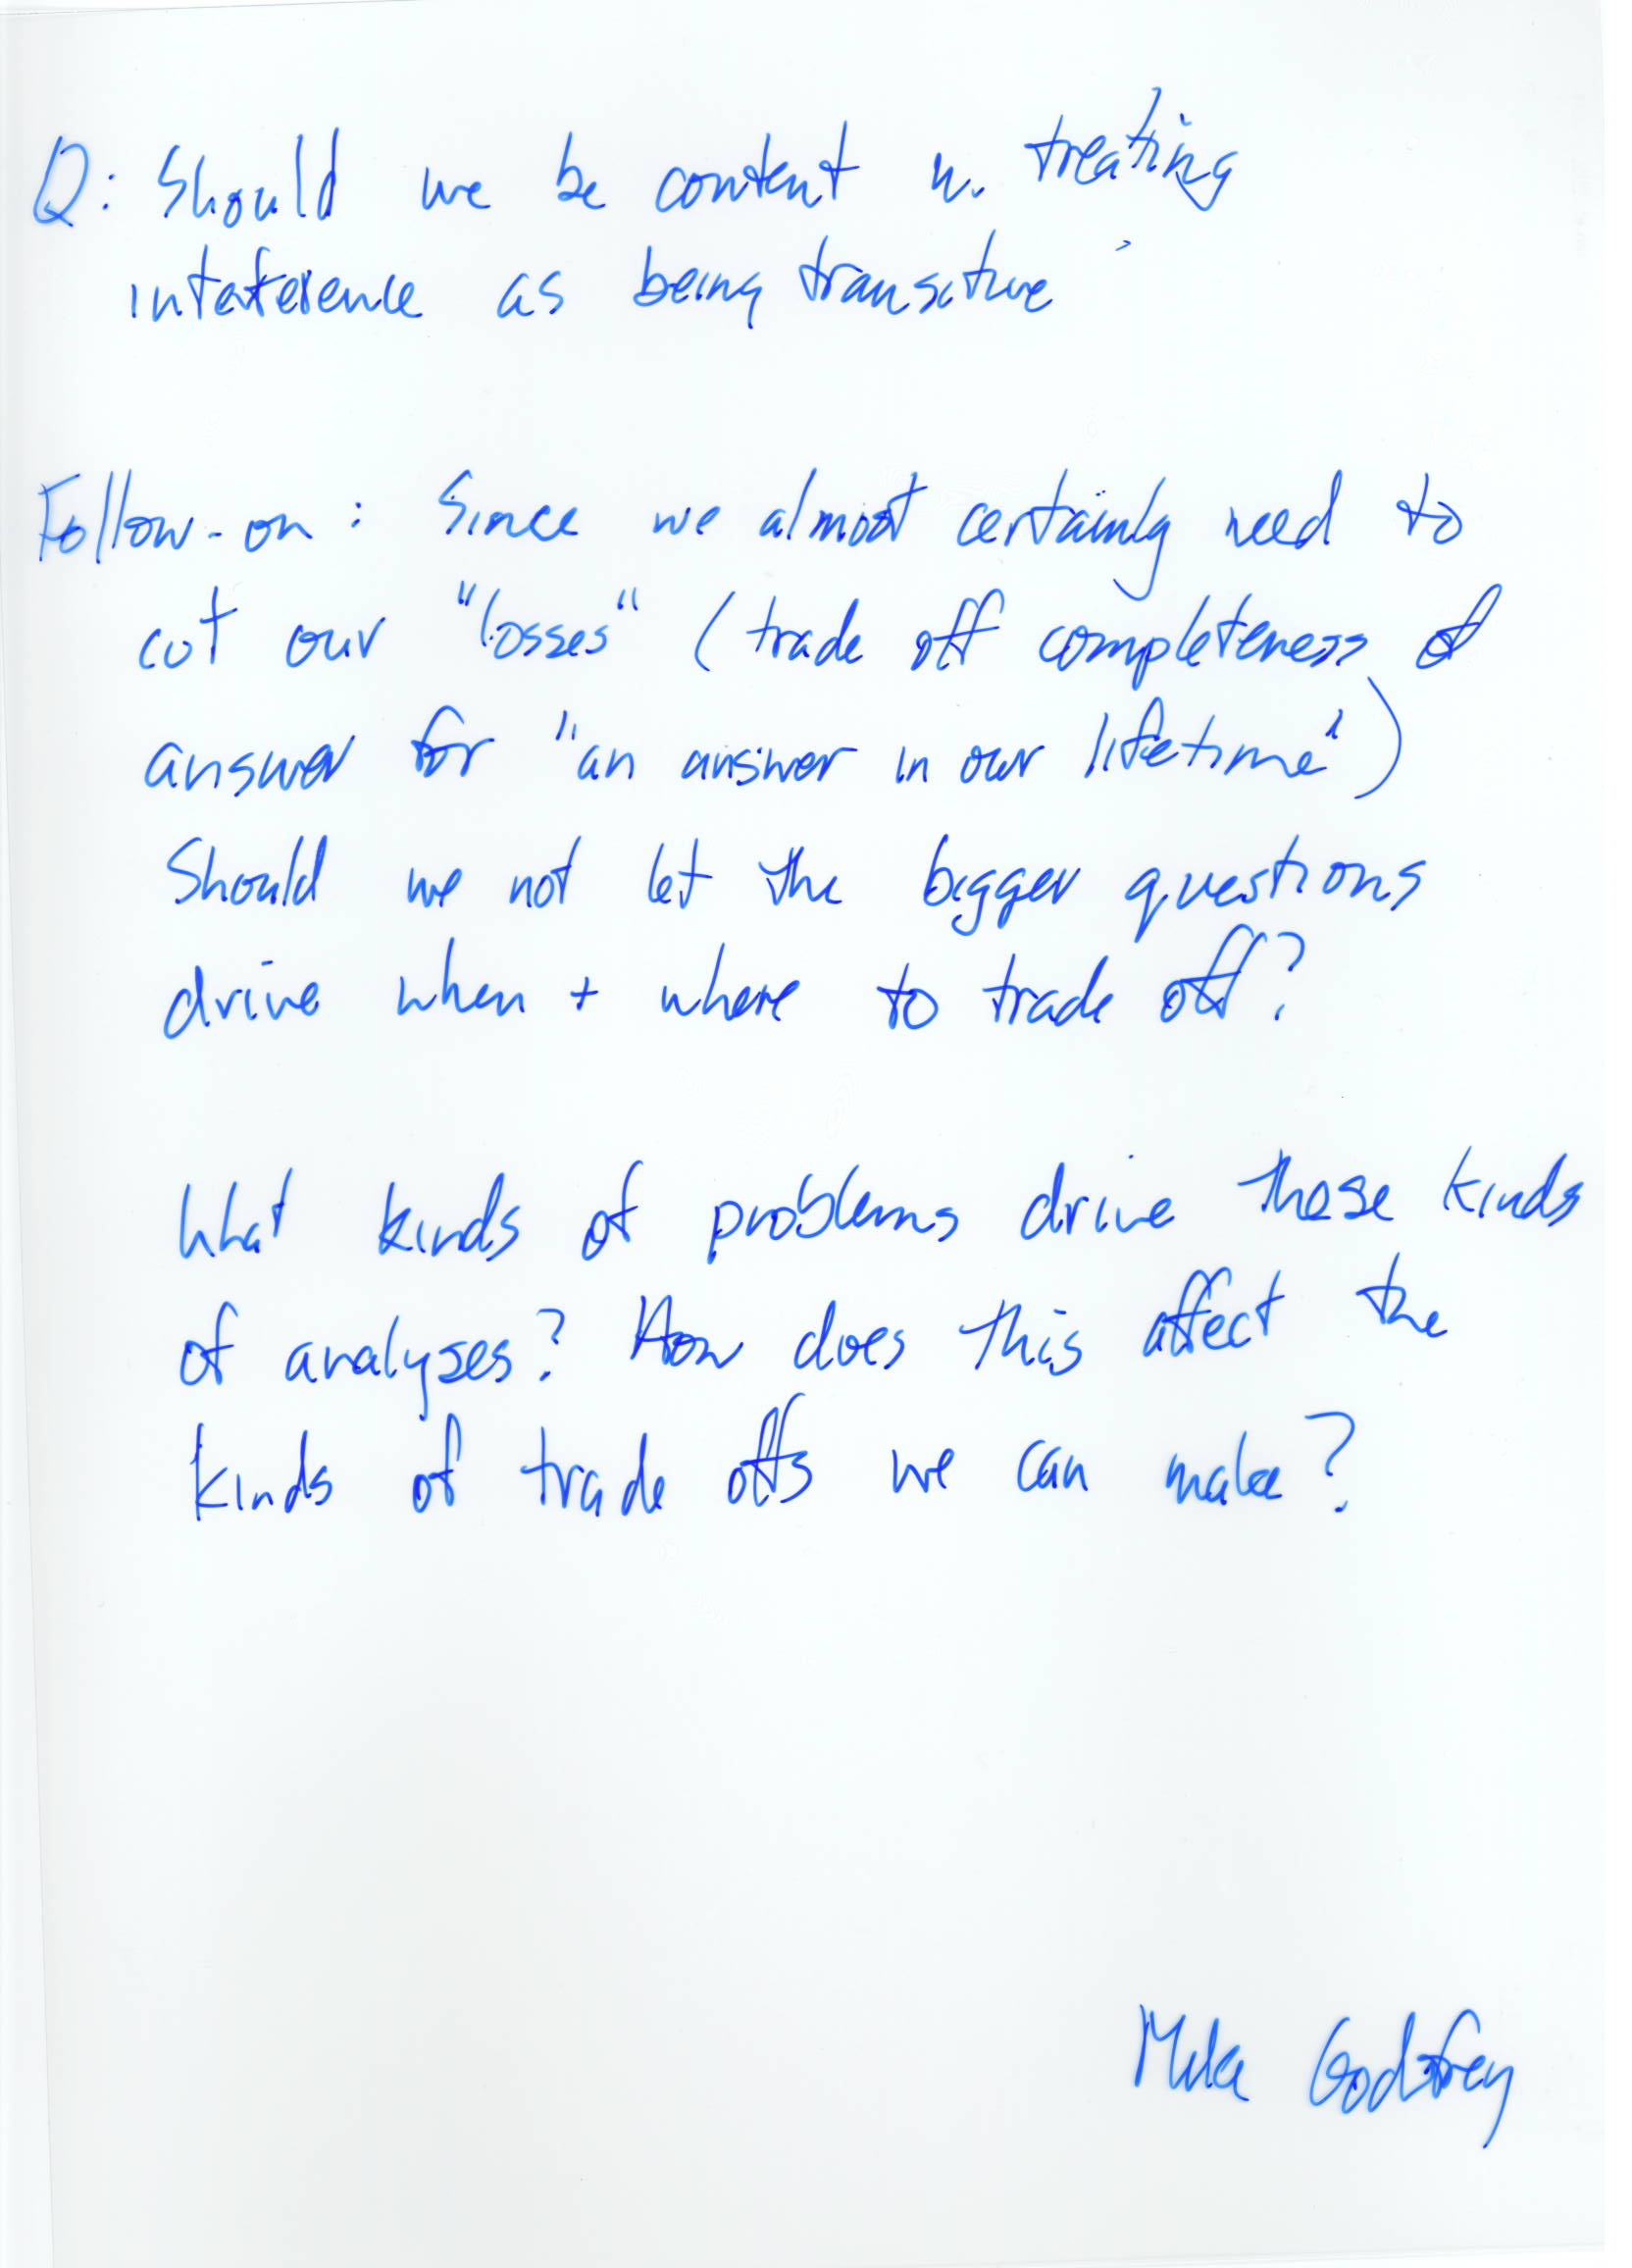 Q: Should we be content w. treating
interference as being transitive
Follow-on: Since we almost certainly need to
cut our "losses" (trade off completeness of
answer for "an answer in our lifetime")
Should we not let the bigger questions
drive when + where to trade off?
What kinds of problems drive these kinds
of analyses? How does this affect the
kinds of trade offs we can make?
Mike Godfrey